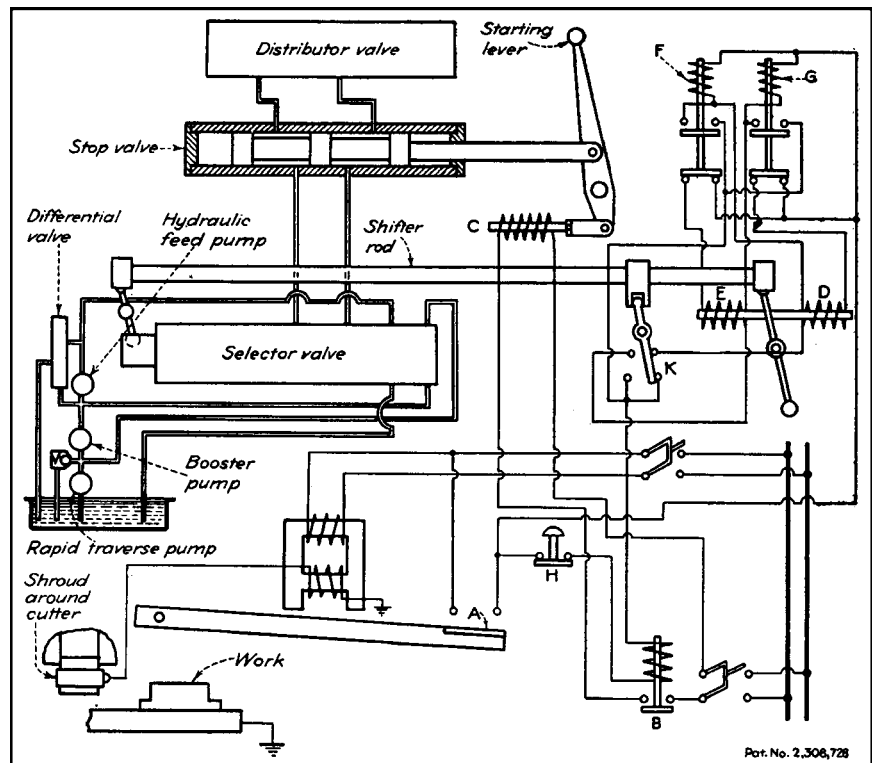 Distributor valve
Starting
lever
F
G
Stop valve
Differential
valve
Hydraulic
feed pump
C
Shifter
rod
E
D
Selector valve
K
Booster
pump
Rapid traverse pump
H
Shroud
around
cutter
A
Work
B
Pat. No. 2,308,728